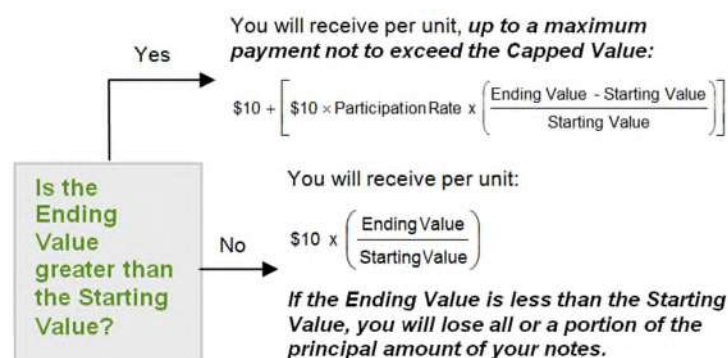 You will receive per unit, up to a maximum
payment not to exceed the Capped Value:
Yes
$10 + [ $10 × Participation Rate x ( Ending Value - Starting Value / Starting Value ) ]
Is the
Ending
Value
greater than
the Starting
Value?
No
You will receive per unit:
$10 x ( Ending Value / Starting Value )
If the Ending Value is less than the Starting
Value, you will lose all or a portion of the
principal amount of your notes.